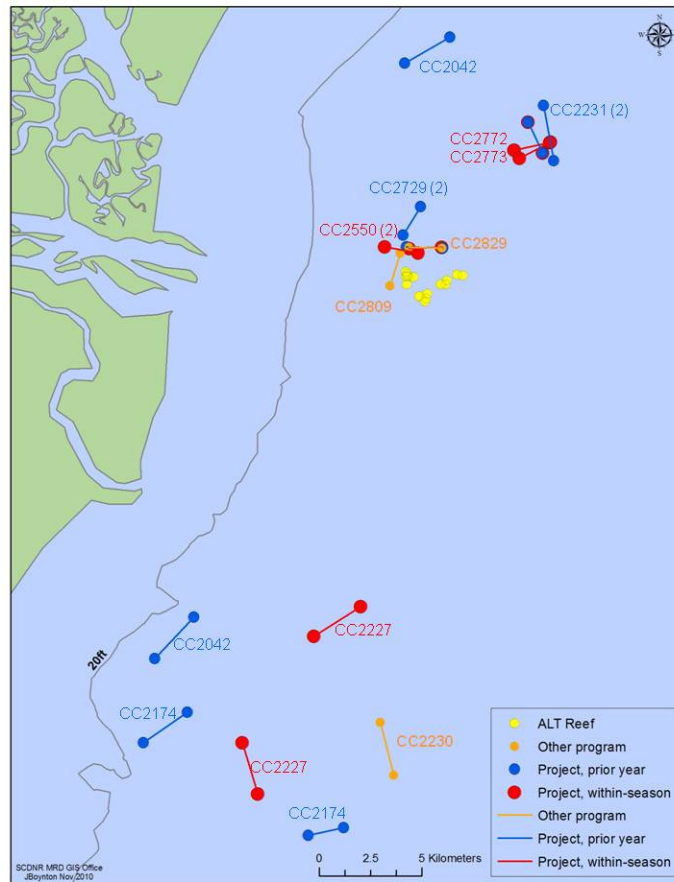 N
W E
S
CC2042
CC2231 (2)
CC2772
CC2773
CC2729 (2)
CC2550 (2)
CC2829
CC2809
CC2227
CC2042
20ft
CC2174
CC2230
CC2227
CC2174
ALT Reef
Other program
Project, prior year
Project, within-season
Other program
Project, prior year
Project, within-season
0 2.5 5 Kilometers
SCDNR MRD GIS Office
JBoynton Nov/2010